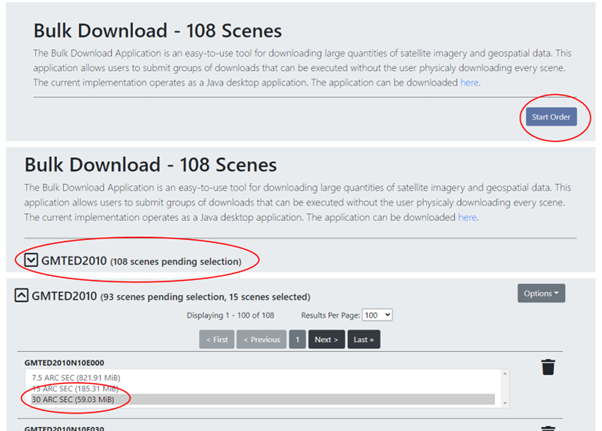 Bulk Download - 108 Scenes
The Bulk Download Application is an easy-to-use tool for downloading large quantities of satellite imagery and geospatial data. This
application allows users to submit groups of downloads that can be executed without the user physicaly downloading every scene.
The current implementation operates as a Java desktop application. The application can be downloaded here.
Start Order
Bulk Download - 108 Scenes
The Bulk Download Application is an easy-to-use tool for downloading large quantities of satellite imagery and geospatial data. This
application allows users to submit groups of downloads that can be executed without the user physicaly downloading every scene.
The current implementation operates as a Java desktop application. The application can be downloaded here.
GMTED2010 (108 scenes pending selection)
GMTED2010 (93 scenes pending selection, 15 scenes selected)
Options
Displaying 1 - 100 of 108 Results Per Page: 100
< First < Previous 1 Next > Last »
GMTED2010N10E000
7.5 ARC SEC (821.91 MiB)
15 ARC SEC (185.31 MiB)
30 ARC SEC (59.03 MiB)
GMTED2010N10E030